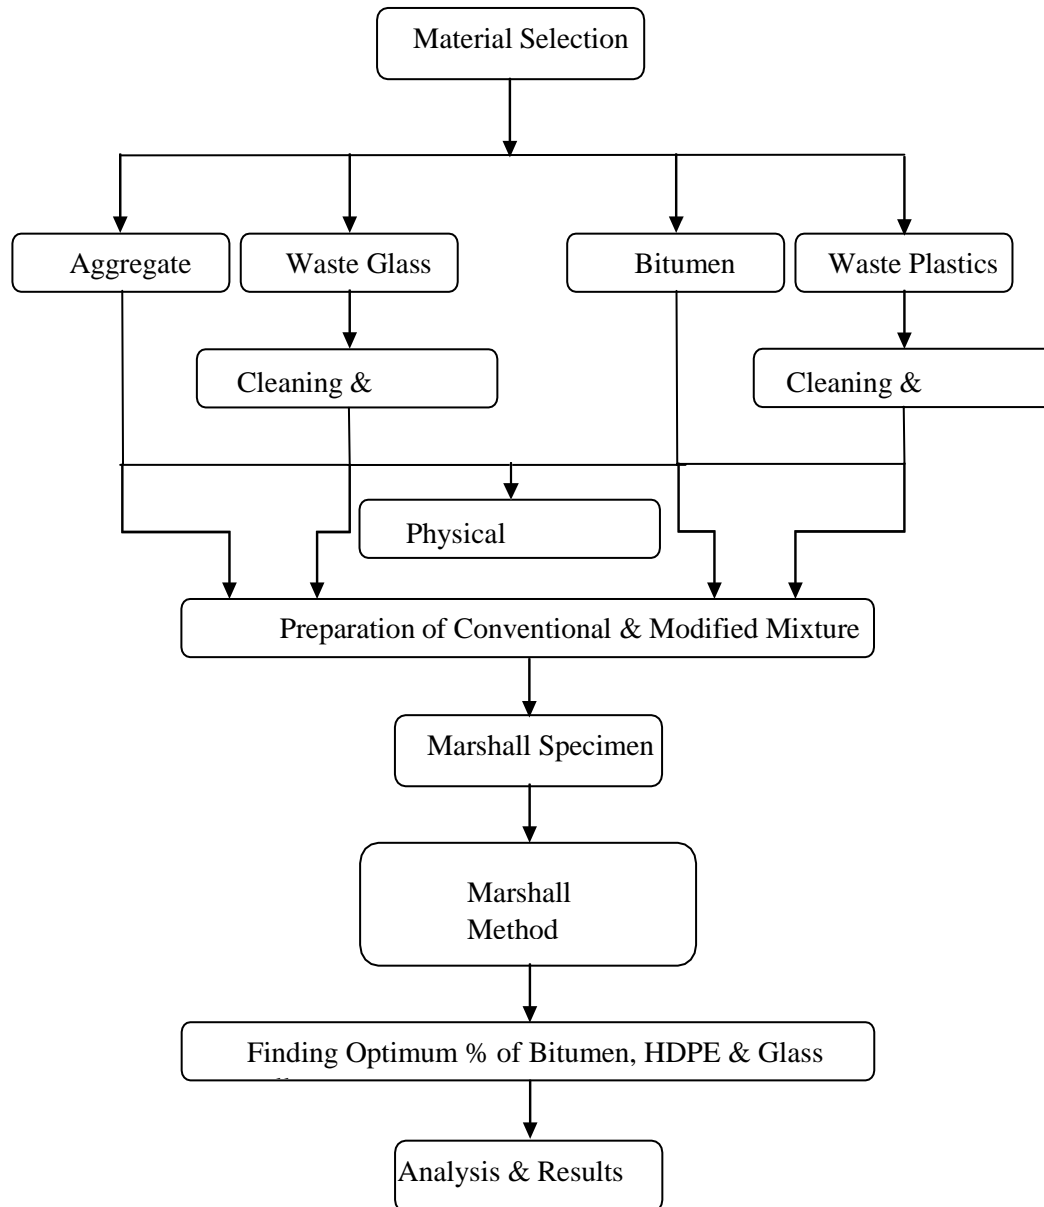 Material Selection
Aggregate
Waste Glass
Bitumen
Waste Plastics
Cleaning &
Cleaning &
Physical
Preparation of Conventional & Modified Mixture
Marshall Specimen
Marshall
Method
Finding Optimum % of Bitumen, HDPE & Glass
Analysis & Results